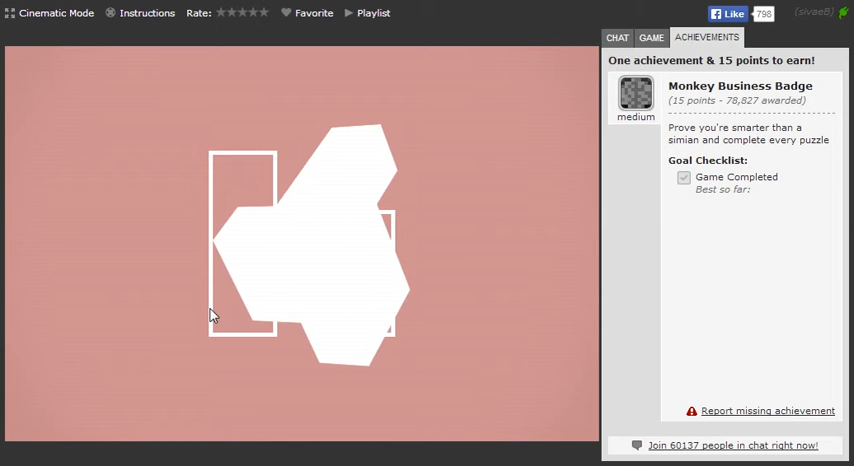 Cinematic Mode
Instructions
Rate:
Favorite
Playlist
Like
798
(sivaeB)
CHAT
GAME
ACHIEVEMENTS
One achievement & 15 points to earn!
Monkey Business Badge
(15 points - 78,827 awarded)
medium
Prove you're smarter than a
simian and complete every puzzle
Goal Checklist:
Game Completed
Best so far:
Report missing achievement
Join 60137 people in chat right now!